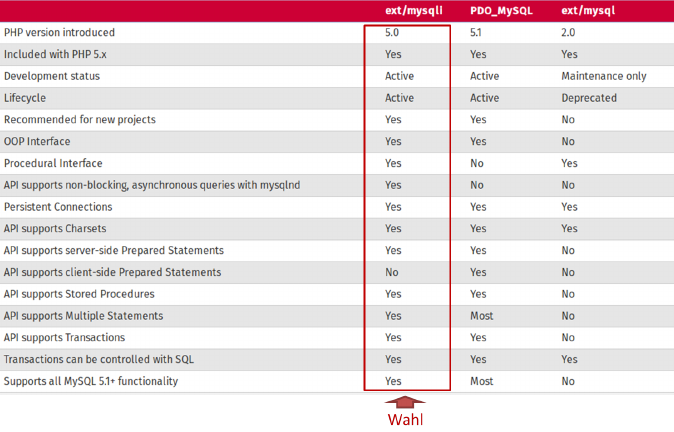 ext/mysqli PDO_MySQL ext/mysql
PHP version introduced 5.0 5.1 2.0
Included with PHP 5.x Yes Yes Yes
Development status Active Active Maintenance only
Lifecycle Active Active Deprecated
Recommended for new projects Yes Yes No
OOP Interface Yes Yes No
Procedural Interface Yes No Yes
API supports non-blocking, asynchronous queries with mysqlnd Yes No No
Persistent Connections Yes Yes Yes
API supports Charsets Yes Yes Yes
API supports server-side Prepared Statements Yes Yes No
API supports client-side Prepared Statements No Yes No
API supports Stored Procedures Yes Yes No
API supports Multiple Statements Yes Most No
API supports Transactions Yes Yes No
Transactions can be controlled with SQL Yes Yes Yes
Supports all MySQL 5.1+ functionality Yes Most No
Wahl